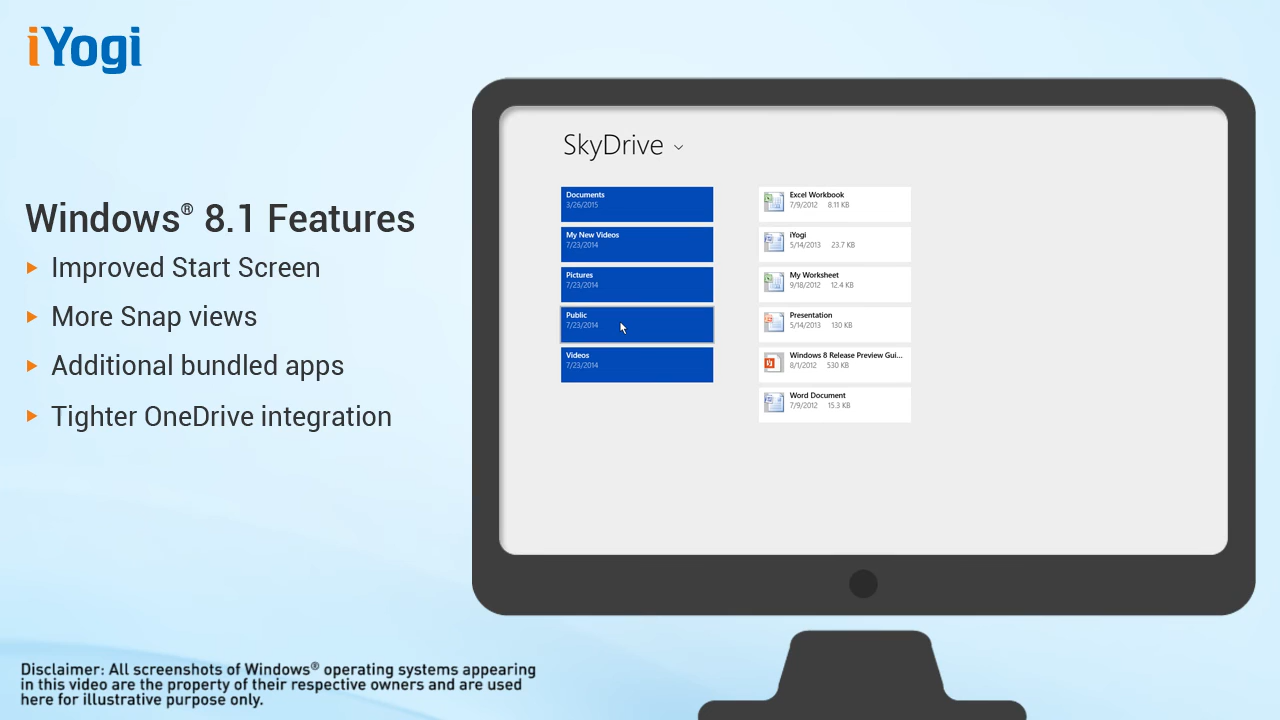 iYogi
Windows® 8.1 Features
Improved Start Screen
More Snap views
Additional bundled apps
Tighter OneDrive integration
SkyDrive
Documents
3/26/2015
My New Videos
7/23/2014
Pictures
7/23/2014
Public
7/23/2014
Videos
7/23/2014
Excel Workbook
7/9/2012 8.11 KB
iYogi
5/14/2013 23.7 KB
My Worksheet
9/18/2012 12.4 KB
Presentation
5/14/2013 130 KB
Windows 8 Release Preview Gui...
8/1/2012 530 KB
Word Document
7/9/2012 15.3 KB
Disclaimer: All screenshots of Windows® operating systems appearing
in this video are the property of their respective owners and are used
here for illustrative purpose only.